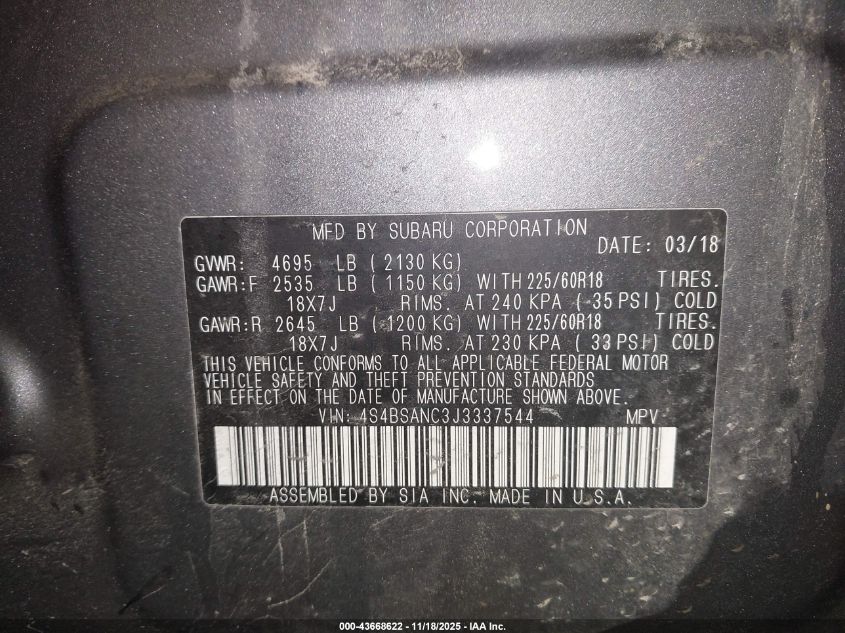 MFD BY SUBARU CORPORATION
DATE: 03/18
GVWR: 4695 LB (2130 KG)
GAWR:F 2535 LB (1150 KG) WITH 225/60R18 TIRES.
18X7J RIMS. AT 240 KPA (35 PSI) COLD
GAWR:R 2645 LB (1200 KG) WITH 225/60R18 TIRES.
18X7J RIMS. AT 230 KPA (33 PSI) COLD
THIS VEHICLE CONFORMS TO ALL APPLICABLE FEDERAL MOTOR
VEHICLE SAFETY AND THEFT PREVENTION STANDARDS
IN EFFECT ON THE DATE OF MANUFACTURE SHOWN ABOVE.
VIN: 4S4BSANC3J3337544 MPV
ASSEMBLED BY SIA INC. MADE IN U.S.A.
000-43668622 - 11/18/2025 - IAA Inc.